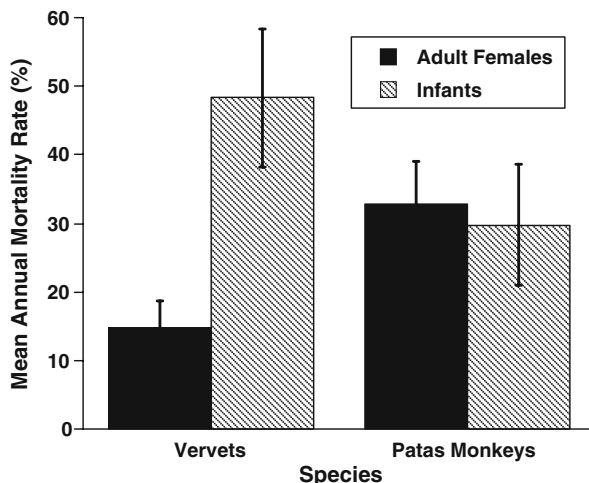 Mean Annual Mortality Rate (%)
60
50
40
30
20
10
0
Adult Females
Infants
Vervets
Patas Monkeys
Species